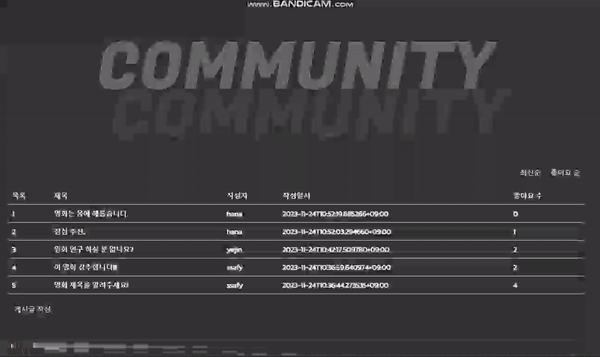 www.BANDICAM.com
COMMUNITY
COMMUNITY
최신순 좋아요 순
목록 제목 작성자 작성일시 좋아요 수
1 영화는 몸에 해롭습니다. hana 2023-11-24T10:52:19.885266+09:00 0
2 점심 추천. hana 2023-11-24T10:52:03.294660+09:00 1
3 영화 연구 하실 분 없나요? yejin 2023-11-24T10:42:17.509780+09:00 2
4 이 영화 강추합니다!!! ssafy 2023-11-24T10:36:59.640974+09:00 2
5 영화 제목을 알려주세요! ssafy 2023-11-24T10:36:44.273535+09:00 4
게시글 작성